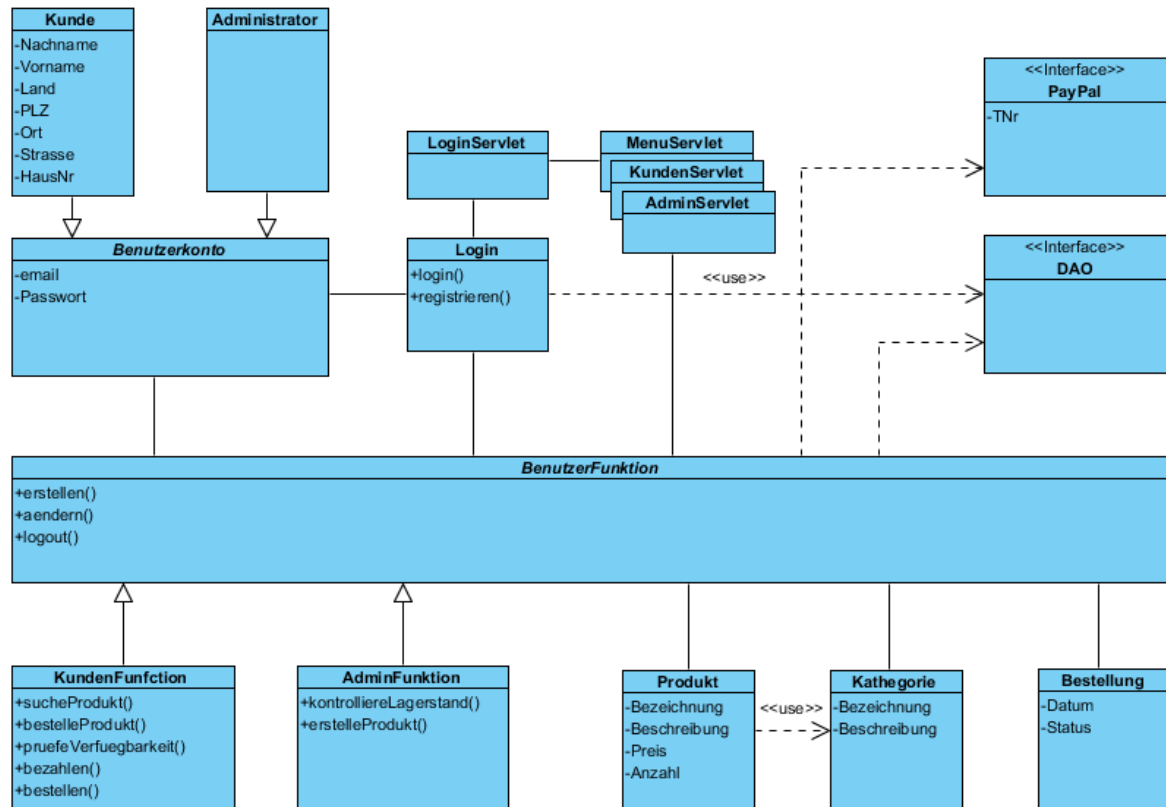 Kunde
-Nachname
-Vorname
-Land
-PLZ
-Ort
-Strasse
-HausNr
Administrator
<<Interface>>
PayPal
-TNr
LoginServlet
MenuServlet
KundenServlet
AdminServlet
Benutzerkonto
-email
-Passwort
Login
+login()
+registrieren()
<<use>>
<<Interface>>
DAO
BenutzerFunktion
+erstellen()
+aendern()
+logout()
KundenFunfction
+sucheProdukt()
+bestelleProdukt()
+pruefeVerfuegbarkeit()
+bezahlen()
+bestellen()
AdminFunktion
+kontrolliereLagerstand()
+erstelleProdukt()
Produkt
-Bezeichnung
-Beschreibung
-Preis
-Anzahl
<<use>>
Kathegorie
-Bezeichnung
-Beschreibung
Bestellung
-Datum
-Status